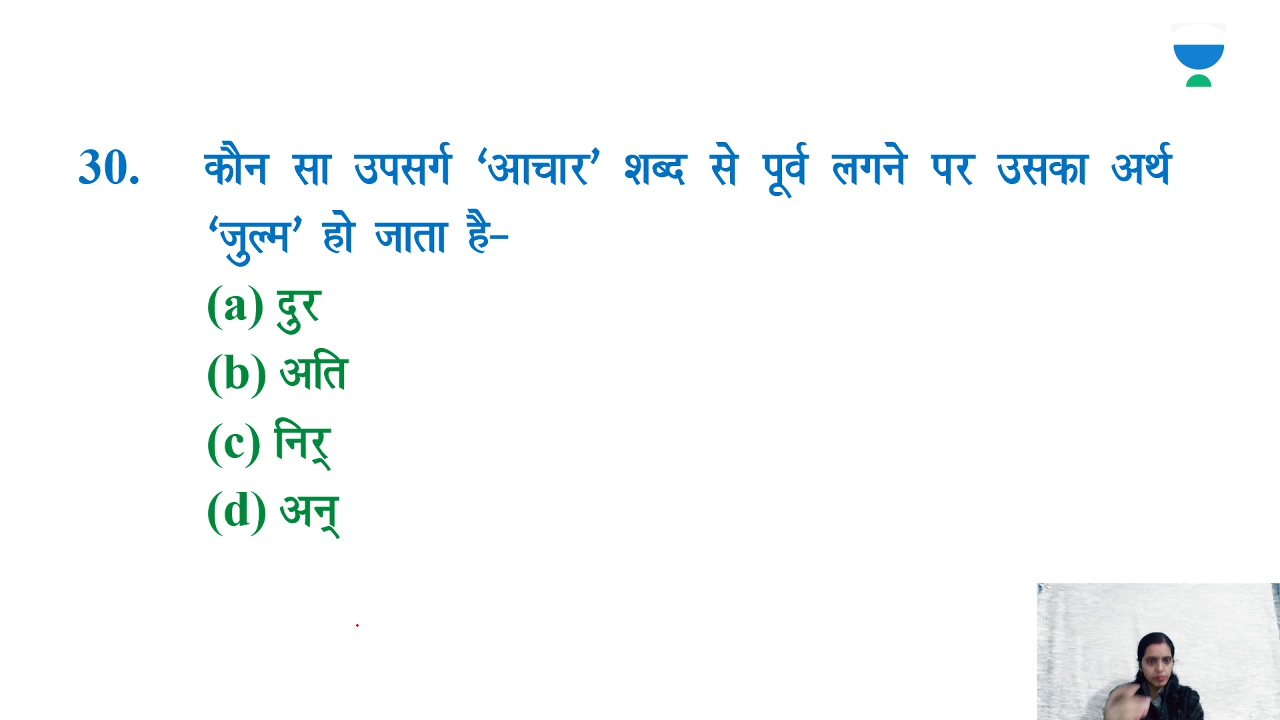 30. कौन सा उपसर्ग ‘आचार’ शब्द से पूर्व लगने पर उसका अर्थ
‘जुल्म’ हो जाता है-
(a) दुर
(b) अति
(c) निर्
(d) अन्